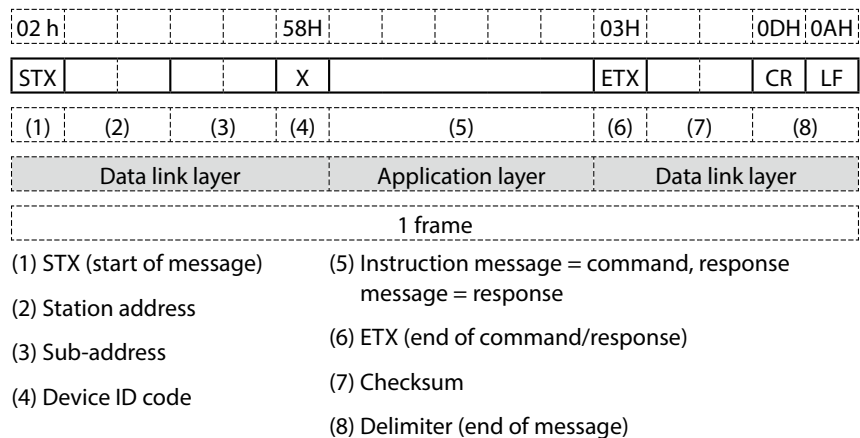 02 h 58H 03H 0DH 0AH
STX X ETX CR LF
(1) (2) (3) (4) (5) (6) (7) (8)
Data link layer Application layer Data link layer
1 frame
(1) STX (start of message)
(2) Station address
(3) Sub-address
(4) Device ID code
(5) Instruction message = command, response
message = response
(6) ETX (end of command/response)
(7) Checksum
(8) Delimiter (end of message)